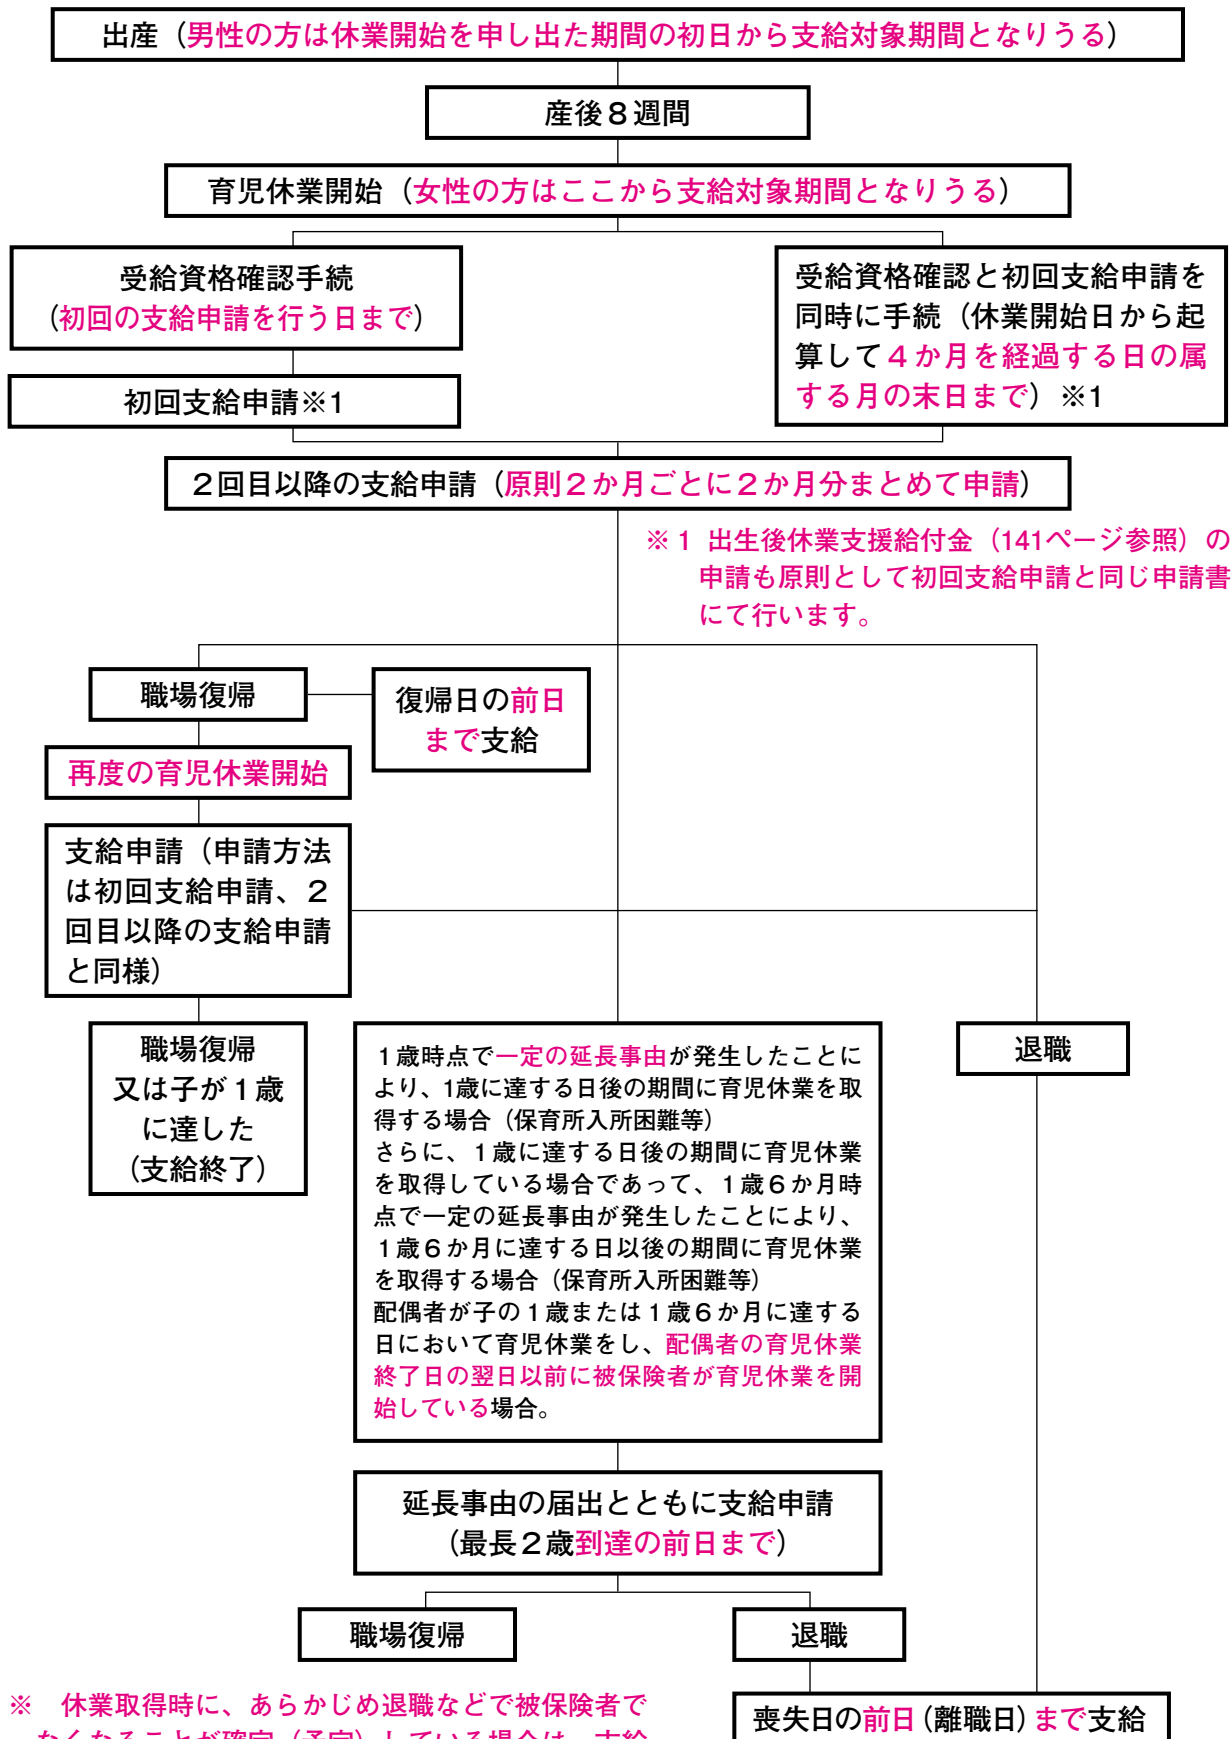 出産（男性の方は休業開始を申し出た期間の初日から支給対象期間となりうる）
産後８週間
育児休業開始（女性の方はここから支給対象期間となりうる）
受給資格確認手続
（初回の支給申請を行う日まで）
初回支給申請※1
受給資格確認と初回支給申請を
同時に手続（休業開始日から起
算して４か月を経過する日の属
する月の末日まで）※1
２回目以降の支給申請（原則２か月ごとに２か月分まとめて申請）
※１ 出生後休業支援給付金（141ページ参照）の
申請も原則として初回支給申請と同じ申請書
にて行います。
職場復帰
復帰日の前日
まで支給
再度の育児休業開始
支給申請（申請方法
は初回支給申請、２
回目以降の支給申請
と同様）
職場復帰
又は子が１歳
に達した
（支給終了）
１歳時点で一定の延長事由が発生したことに
より、1歳に達する日後の期間に育児休業を取
得する場合（保育所入所困難等）
さらに、１歳に達する日後の期間に育児休業
を取得している場合であって、１歳６か月時
点で一定の延長事由が発生したことにより、
１歳６か月に達する日以後の期間に育児休業
を取得する場合（保育所入所困難等）
配偶者が子の１歳または１歳６か月に達する
日において育児休業をし、配偶者の育児休業
終了日の翌日以前に被保険者が育児休業を開
始している場合。
退職
延長事由の届出とともに支給申請
（最長２歳到達の前日まで）
職場復帰
退職
喪失日の前日（離職日）まで支給
※　休業取得時に、あらかじめ退職などで被保険者で
なくなることが確定（予定）している場合は、支給